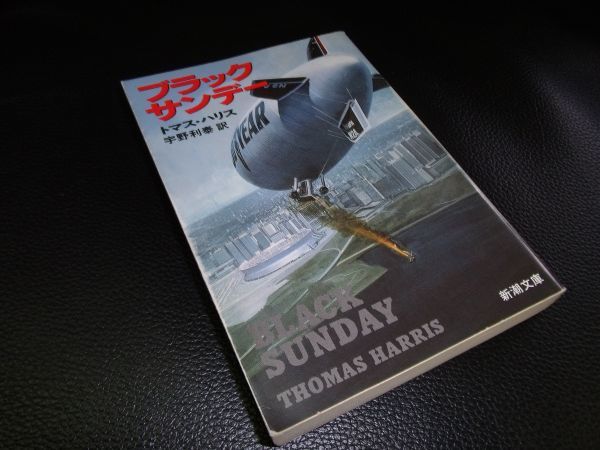 ブラック
サンデー
トマス・ハリス
宇野利泰 訳
YEAR
BLACK
SUNDAY
THOMAS HARRIS
新潮文庫